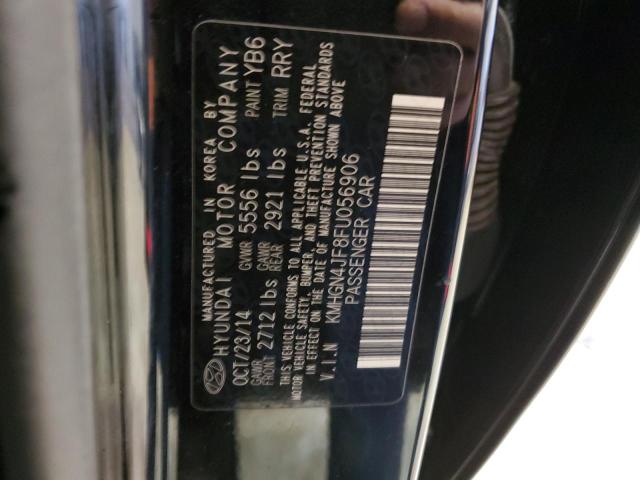 MANUFACTURED IN KOREA BY
HYUNDAI MOTOR COMPANY
OCT/23/14 GVWR 5556 lbs PAINT YB6
GAWR FRONT 2712 lbs GAWR REAR 2921 lbs TRIM RRY
THIS VEHICLE CONFORMS TO ALL APPLICABLE U.S.A. FEDERAL
MOTOR VEHICLE SAFETY, BUMPER, AND THEFT PREVENTION STANDARDS
IN EFFECT ON THE DATE OF MANUFACTURE SHOWN ABOVE
V.I.N KMHGN4JF8FU056906
PASSENGER CAR